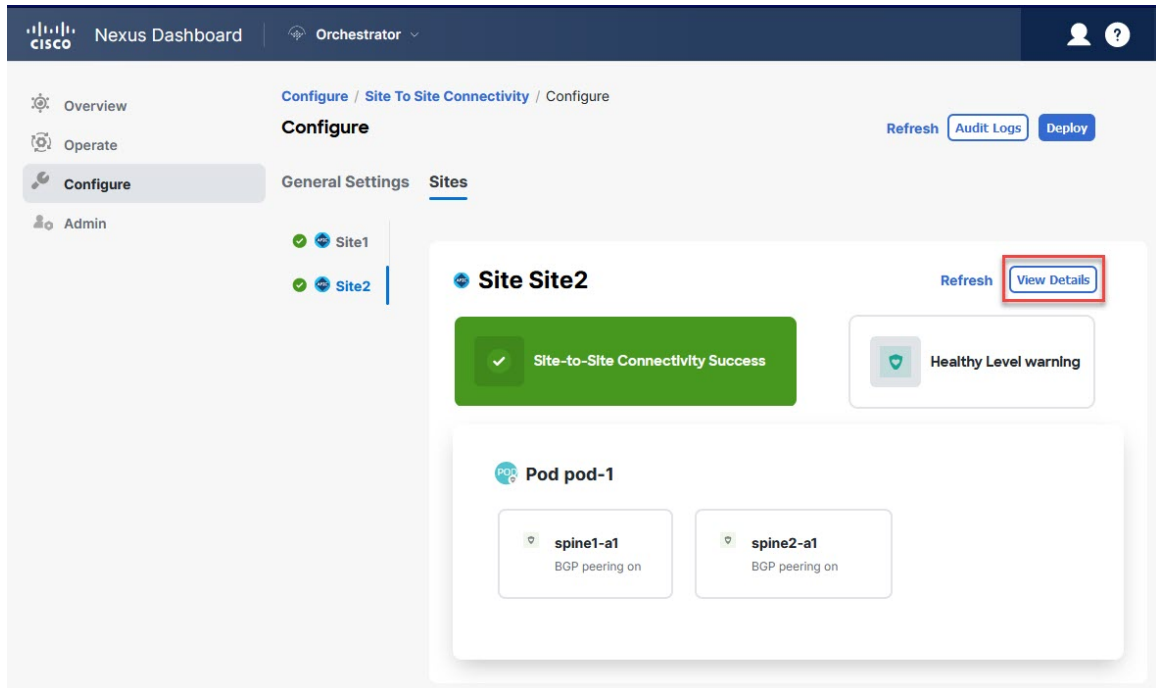 CISCO Nexus Dashboard Orchestrator ?
Overview
Operate
Configure
Admin
Configure / Site To Site Connectivity / Configure
Configure
Refresh Audit Logs Deploy
General Settings Sites
Site1
Site2
Site Site2
Refresh View Details
Site-to-Site Connectivity Success
Healthy Level warning
POD Pod pod-1
spine1-a1
BGP peering on
spine2-a1
BGP peering on